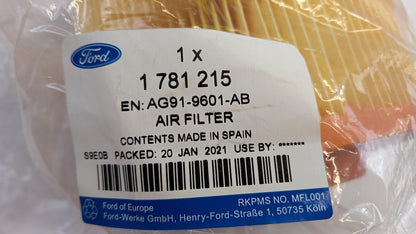 Ford
1 x
1 781 215
EN: AG91-9601-AB
AIR FILTER
CONTENTS MADE IN SPAIN
S9E0B PACKED: 20 JAN 2021 USE BY: *******
Ford of Europe
RKPMS NO. MFL001
Ford-Werke GmbH, Henry-Ford-Straße 1, 50735 Köln